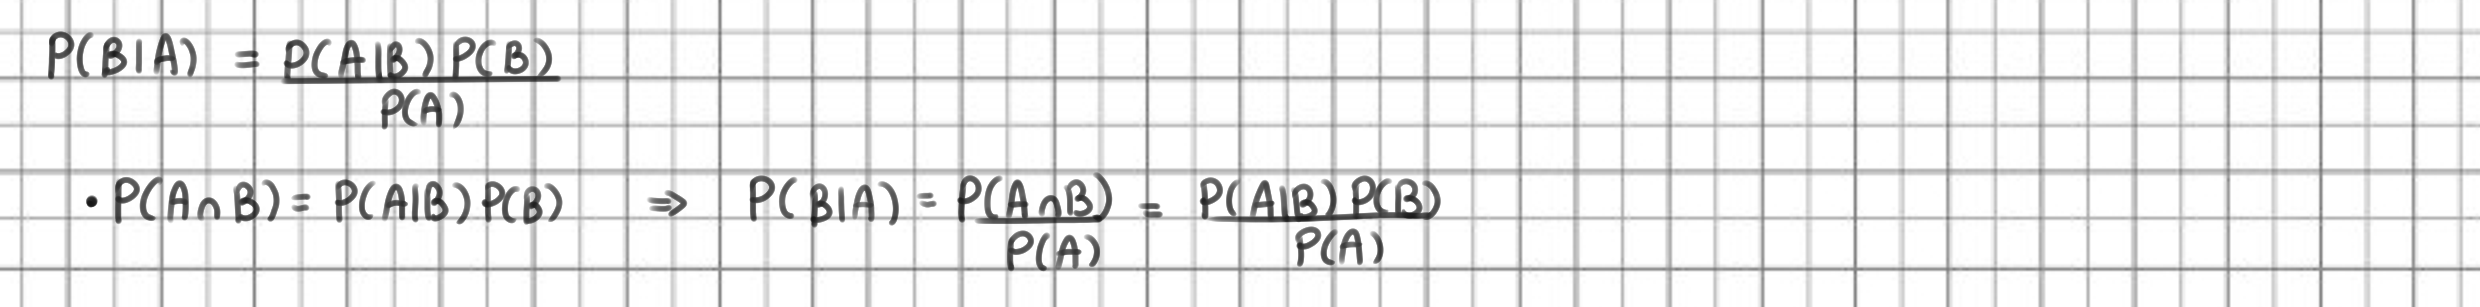 P(B|A) = P(A|B) P(B) / P(A)
• P(A∩B) = P(A|B) P(B) ⇒ P(B|A) = P(A∩B) / P(A) = P(A|B) P(B) / P(A)